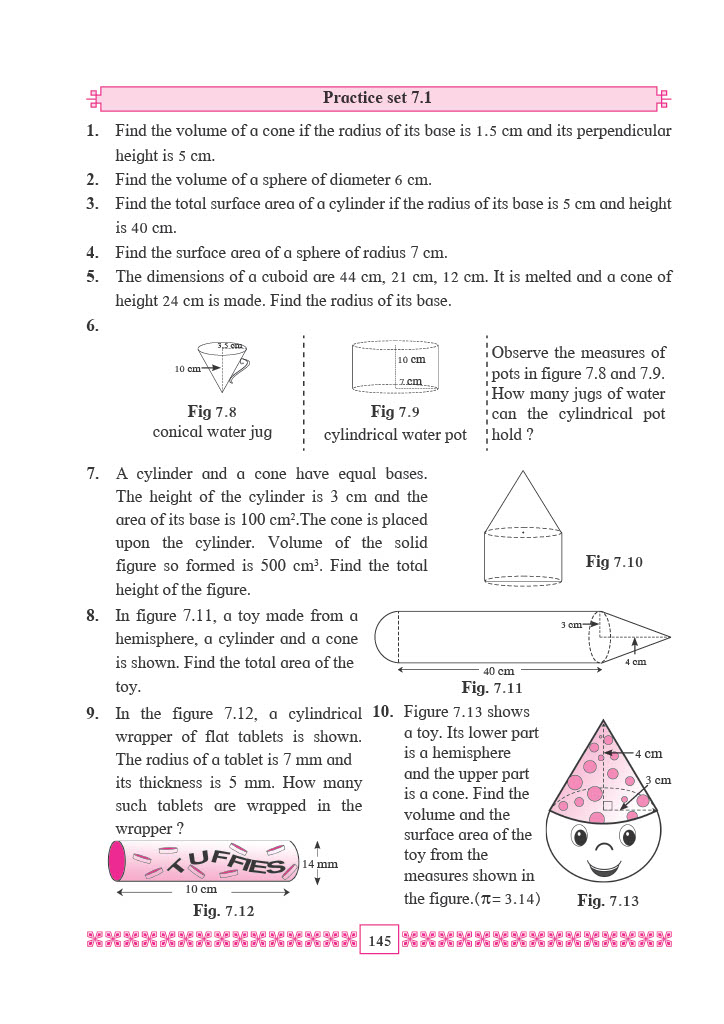 Practice set 7.1
1. Find the volume of a cone if the radius of its base is 1.5 cm and its perpendicular
height is 5 cm.
2. Find the volume of a sphere of diameter 6 cm.
3. Find the total surface area of a cylinder if the radius of its base is 5 cm and height
is 40 cm.
4. Find the surface area of a sphere of radius 7 cm.
5. The dimensions of a cuboid are 44 cm, 21 cm, 12 cm. It is melted and a cone of
height 24 cm is made. Find the radius of its base.
6.
3.5 cm
10 cm
Fig 7.8
conical water jug
10 cm
7 cm
Fig 7.9
cylindrical water pot
Observe the measures of
pots in figure 7.8 and 7.9.
How many jugs of water
can the cylindrical pot
hold ?
7. A cylinder and a cone have equal bases.
The height of the cylinder is 3 cm and the
area of its base is 100 cm².The cone is placed
upon the cylinder. Volume of the solid
figure so formed is 500 cm³. Find the total
height of the figure.
Fig 7.10
8. In figure 7.11, a toy made from a
hemisphere, a cylinder and a cone
is shown. Find the total area of the
toy.
3 cm
4 cm
40 cm
Fig. 7.11
9. In the figure 7.12, a cylindrical
wrapper of flat tablets is shown.
The radius of a tablet is 7 mm and
its thickness is 5 mm. How many
such tablets are wrapped in the
wrapper ?
TUFFIES
14 mm
10 cm
Fig. 7.12
10. Figure 7.13 shows
a toy. Its lower part
is a hemisphere
and the upper part
is a cone. Find the
volume and the
surface area of the
toy from the
measures shown in
the figure.(π= 3.14)
4 cm
3 cm
Fig. 7.13
145